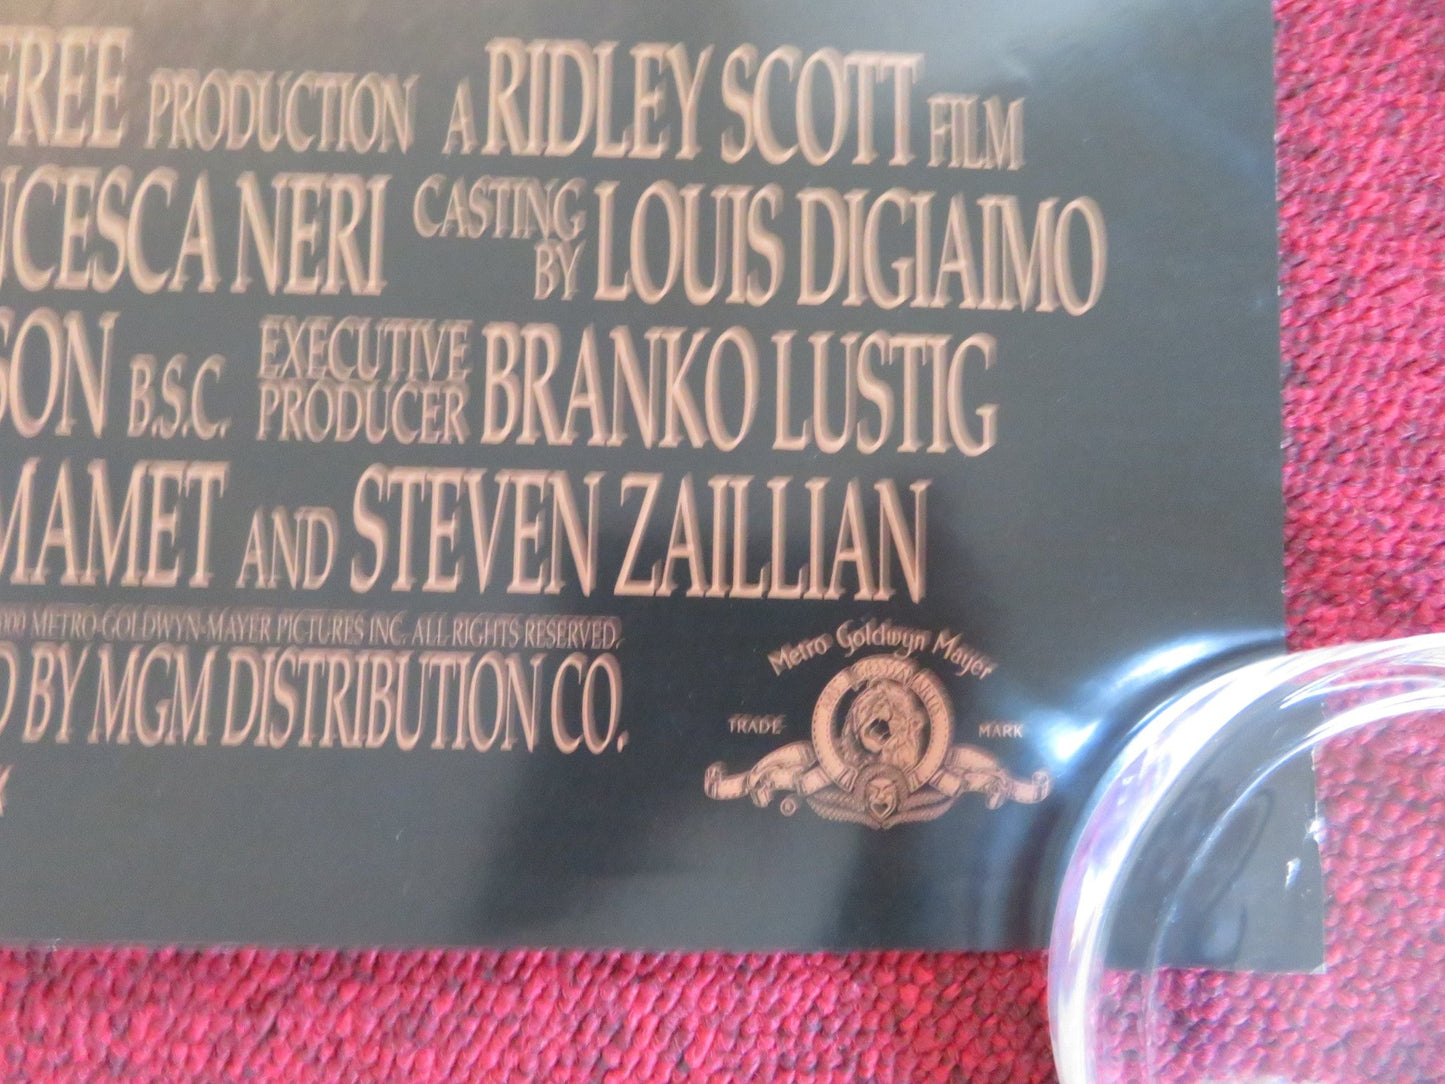 FREE PRODUCTION A RIDLEY SCOTT FILM
NCESCA NERI CASTING BY LOUIS DIGIAIMO
SON B.S.C. EXECUTIVE PRODUCER BRANKO LUSTIG
MAMET AND STEVEN ZAILLIAN
METRO-GOLDWYN-MAYER PICTURES INC. ALL RIGHTS RESERVED.
D BY MGM DISTRIBUTION CO.
Metro Goldwyn Mayer
TRADE MARK
®